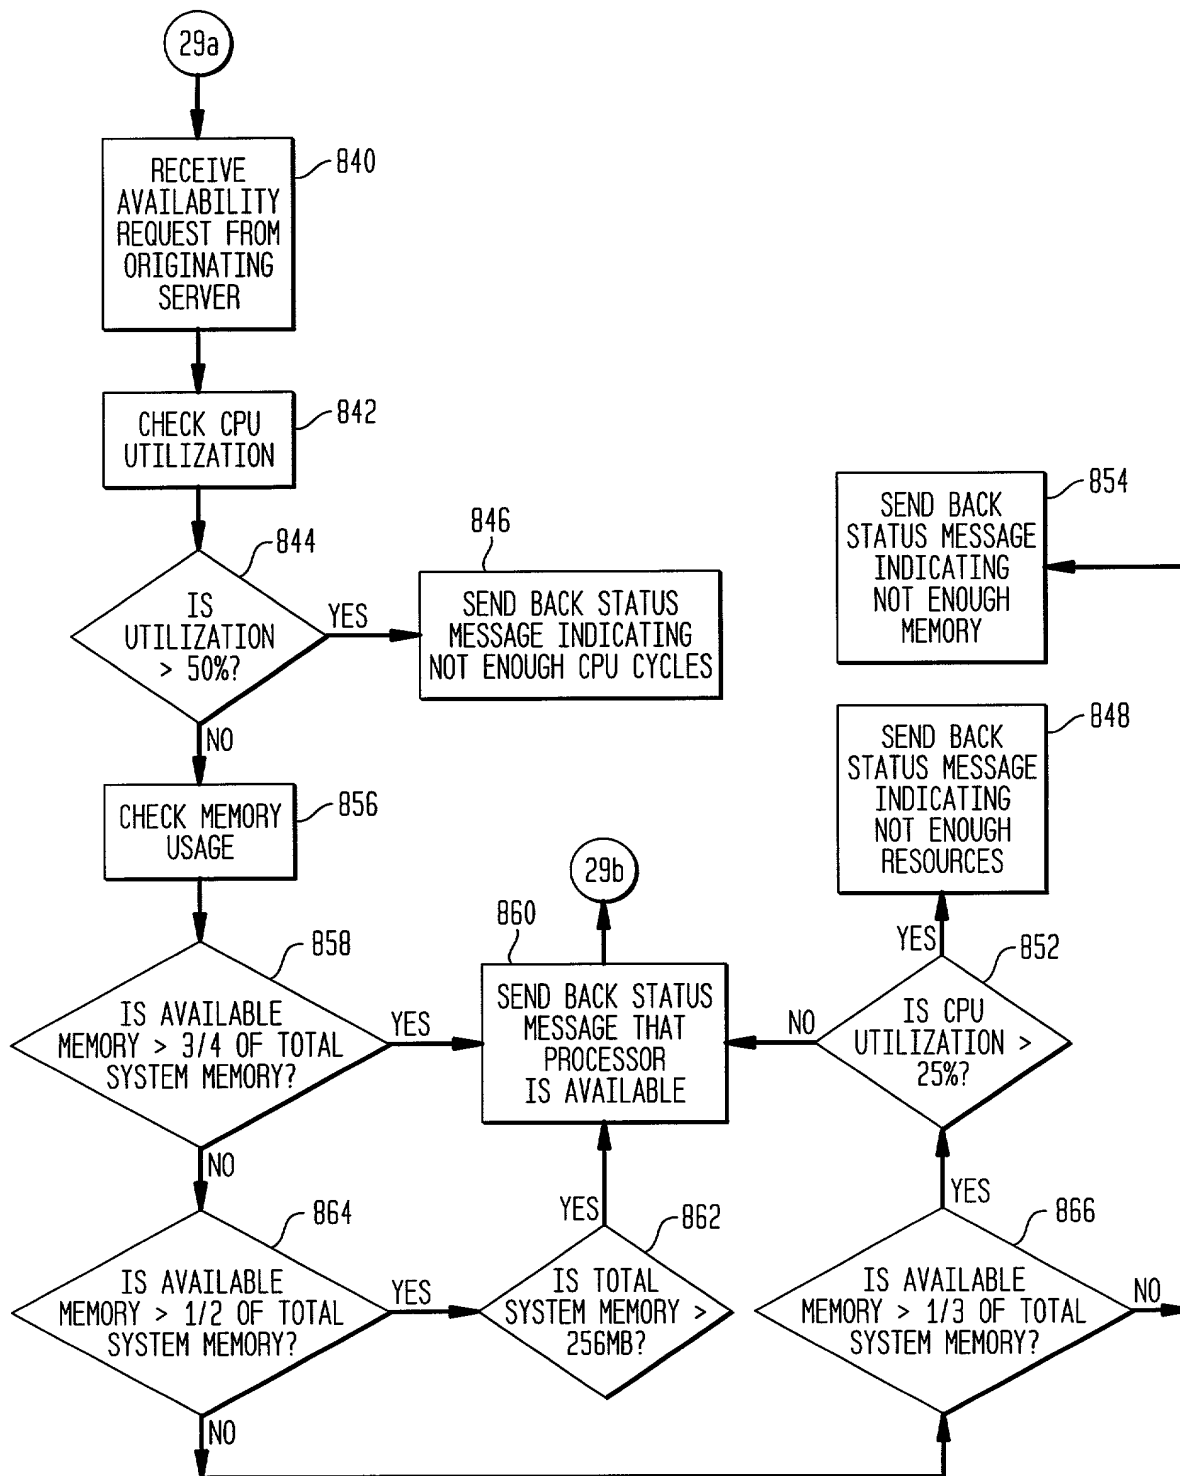 29a
RECEIVE
AVAILABILITY
REQUEST FROM
ORIGINATING
SERVER
840
CHECK CPU
UTILIZATION
842
IS
UTILIZATION
> 50%?
844
YES
NO
SEND BACK STATUS
MESSAGE INDICATING
NOT ENOUGH CPU CYCLES
846
SEND BACK
STATUS MESSAGE
INDICATING
NOT ENOUGH
MEMORY
854
SEND BACK
STATUS MESSAGE
INDICATING
NOT ENOUGH
RESOURCES
848
CHECK MEMORY
USAGE
856
29b
IS AVAILABLE
MEMORY > 3/4 OF TOTAL
SYSTEM MEMORY?
858
YES
NO
SEND BACK STATUS
MESSAGE THAT
PROCESSOR
IS AVAILABLE
860
IS CPU
UTILIZATION >
25%?
852
YES
NO
IS AVAILABLE
MEMORY > 1/2 OF TOTAL
SYSTEM MEMORY?
864
YES
NO
IS TOTAL
SYSTEM MEMORY >
256MB?
862
YES
IS AVAILABLE
MEMORY > 1/3 OF TOTAL
SYSTEM MEMORY?
866
YES
NO